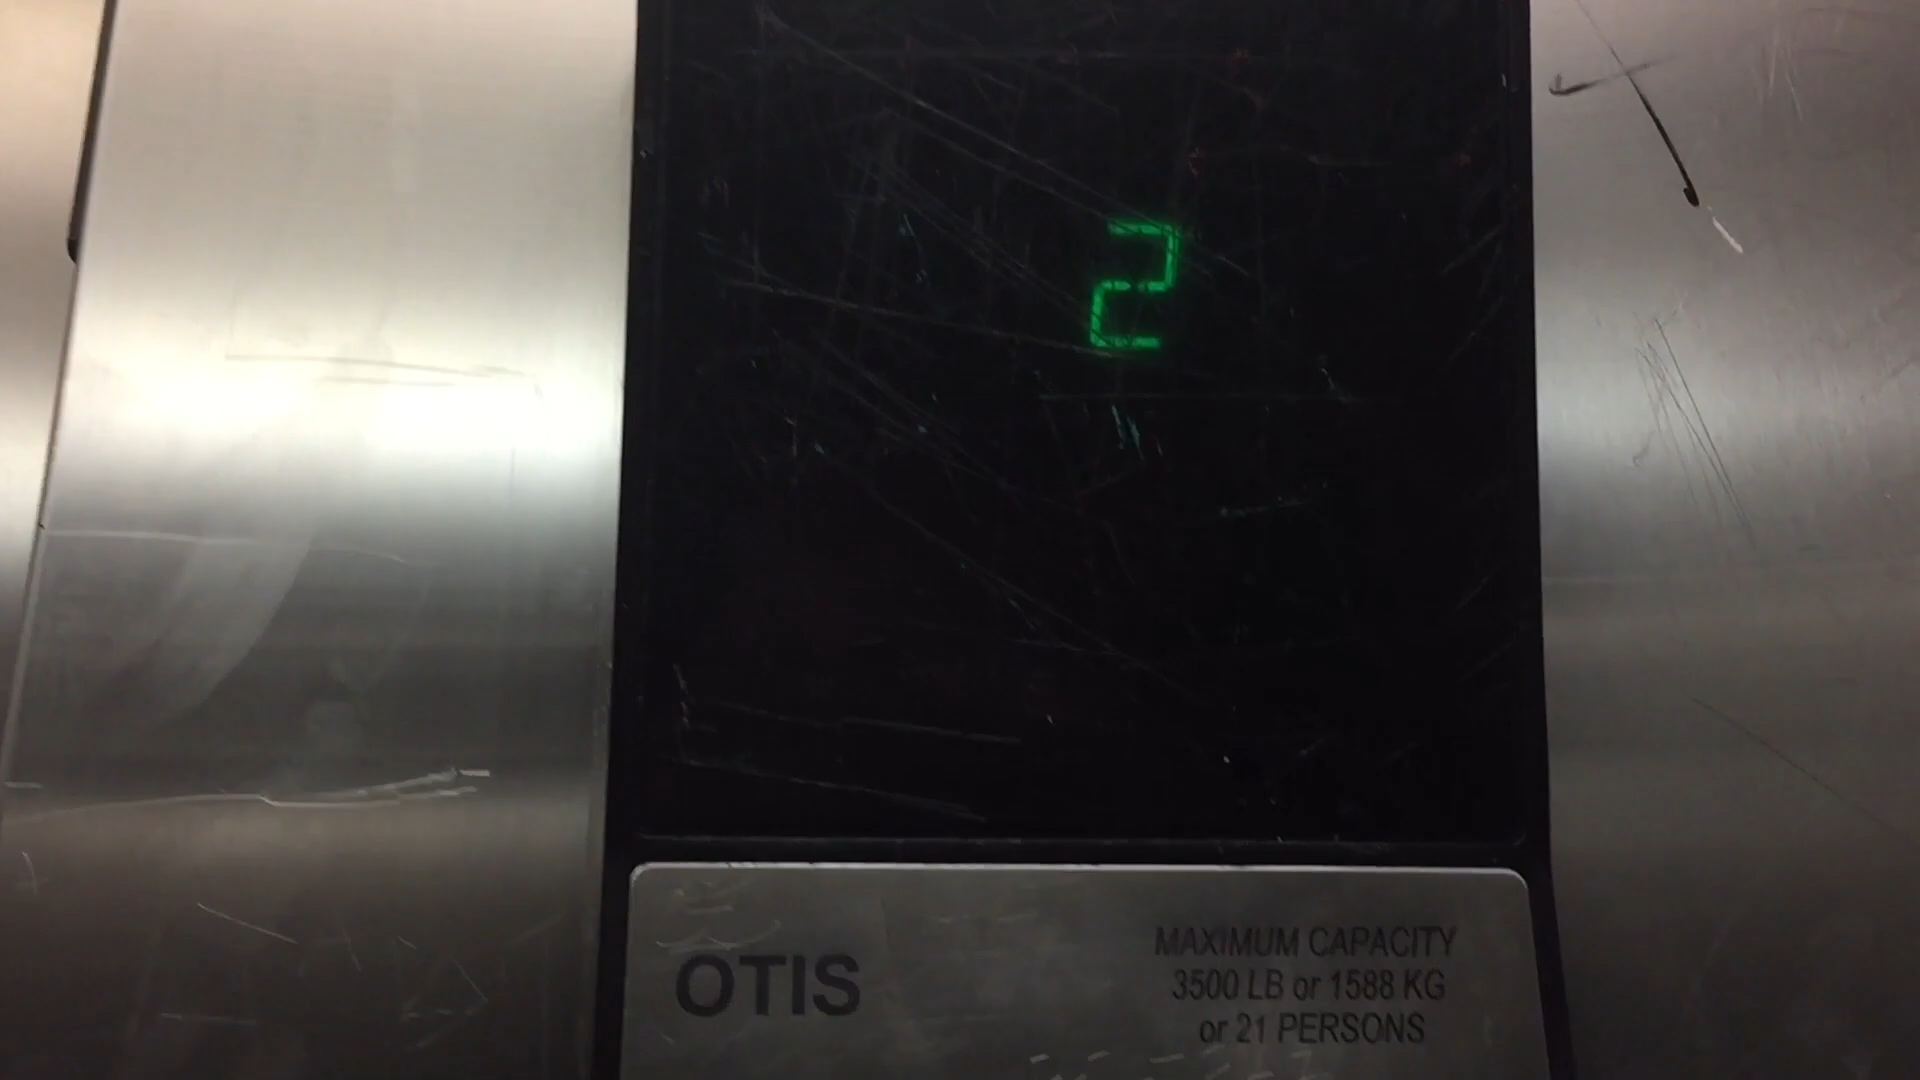 2
OTIS
MAXIMUM CAPACITY
3500 LB or 1588 KG
or 21 PERSONS